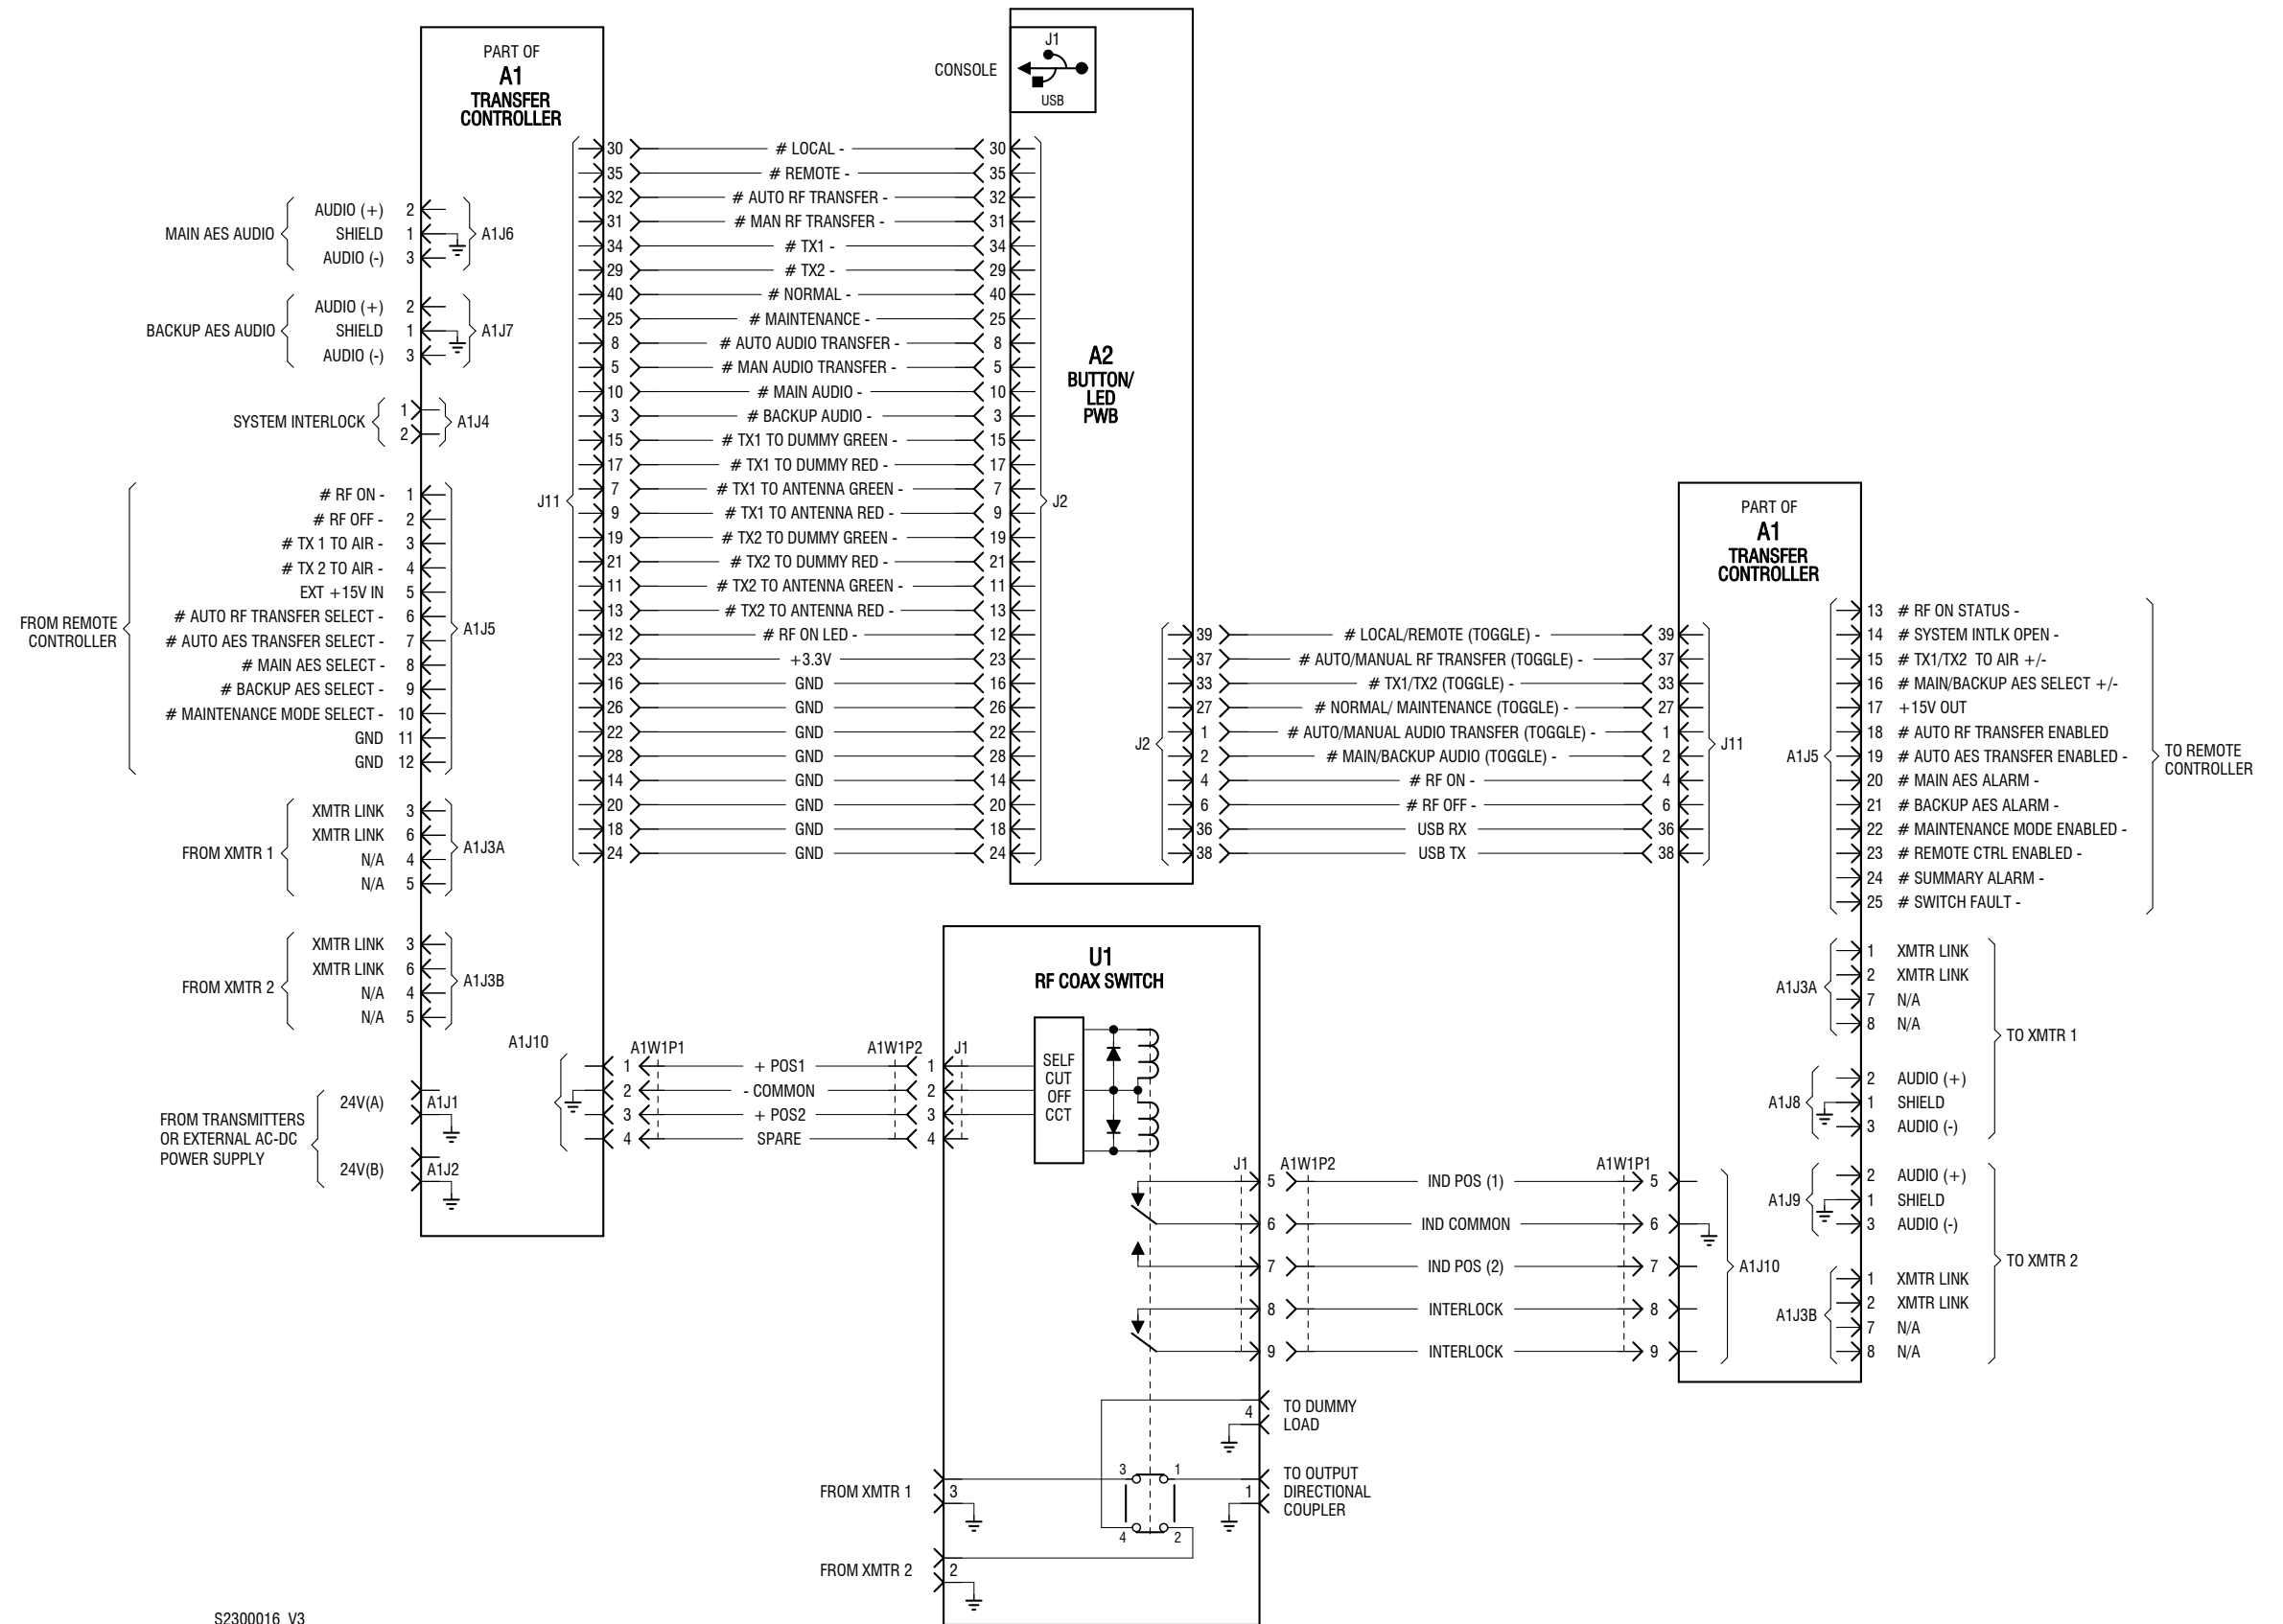 PART OF
A1
TRANSFER
CONTROLLER
MAIN AES AUDIO
AUDIO (+) 2
SHIELD 1
AUDIO (-) 3
A1J6
BACKUP AES AUDIO
AUDIO (+) 2
SHIELD 1
AUDIO (-) 3
A1J7
SYSTEM INTERLOCK
1
2
A1J4
FROM REMOTE
CONTROLLER
# RF ON - 1
# RF OFF - 2
# TX 1 TO AIR - 3
# TX 2 TO AIR - 4
EXT +15V IN 5
# AUTO RF TRANSFER SELECT - 6
# AUTO AES TRANSFER SELECT - 7
# MAIN AES SELECT - 8
# BACKUP AES SELECT - 9
# MAINTENANCE MODE SELECT - 10
GND 11
GND 12
A1J5
FROM XMTR 1
XMTR LINK 3
XMTR LINK 6
N/A 4
N/A 5
A1J3A
FROM XMTR 2
XMTR LINK 3
XMTR LINK 6
N/A 4
N/A 5
A1J3B
FROM TRANSMITTERS
OR EXTERNAL AC-DC
POWER SUPPLY
24V(A)
A1J1
24V(B)
A1J2
J11
30 # LOCAL - 30
35 # REMOTE - 35
32 # AUTO RF TRANSFER - 32
31 # MAN RF TRANSFER - 31
34 # TX1 - 34
29 # TX2 - 29
40 # NORMAL - 40
25 # MAINTENANCE - 25
8 # AUTO AUDIO TRANSFER - 8
5 # MAN AUDIO TRANSFER - 5
10 # MAIN AUDIO - 10
3 # BACKUP AUDIO - 3
15 # TX1 TO DUMMY GREEN - 15
17 # TX1 TO DUMMY RED - 17
7 # TX1 TO ANTENNA GREEN - 7
9 # TX1 TO ANTENNA RED - 9
19 # TX2 TO DUMMY GREEN - 19
21 # TX2 TO DUMMY RED - 21
11 # TX2 TO ANTENNA GREEN - 11
13 # TX2 TO ANTENNA RED - 13
12 # RF ON LED - 12
23 +3.3V 23
16 GND 16
26 GND 26
22 GND 22
28 GND 28
14 GND 14
20 GND 20
18 GND 18
24 GND 24
J2
CONSOLE
J1
USB
A2
BUTTON/
LED
PWB
J2
39 # LOCAL/REMOTE (TOGGLE) - 39
37 # AUTO/MANUAL RF TRANSFER (TOGGLE) - 37
33 # TX1/TX2 (TOGGLE) - 33
27 # NORMAL/ MAINTENANCE (TOGGLE) - 27
1 # AUTO/MANUAL AUDIO TRANSFER (TOGGLE) - 1
2 # MAIN/BACKUP AUDIO (TOGGLE) - 2
4 # RF ON - 4
6 # RF OFF - 6
36 USB RX 36
38 USB TX 38
J11
PART OF
A1
TRANSFER
CONTROLLER
A1J5
13 # RF ON STATUS -
14 # SYSTEM INTLK OPEN -
15 # TX1/TX2 TO AIR +/-
16 # MAIN/BACKUP AES SELECT +/-
17 +15V OUT
18 # AUTO RF TRANSFER ENABLED
19 # AUTO AES TRANSFER ENABLED -
20 # MAIN AES ALARM -
21 # BACKUP AES ALARM -
22 # MAINTENANCE MODE ENABLED -
23 # REMOTE CTRL ENABLED -
24 # SUMMARY ALARM -
25 # SWITCH FAULT -
TO REMOTE
CONTROLLER
A1J3A
1 XMTR LINK
2 XMTR LINK
7 N/A
8 N/A
TO XMTR 1
A1J8
2 AUDIO (+)
1 SHIELD
3 AUDIO (-)
A1J9
2 AUDIO (+)
1 SHIELD
3 AUDIO (-)
TO XMTR 2
A1J3B
1 XMTR LINK
2 XMTR LINK
7 N/A
8 N/A
U1
RF COAX SWITCH
A1J10
A1W1P1 A1W1P2 J1
1 + POS1 1
2 - COMMON 2
3 + POS2 3
4 SPARE 4
SELF
CUT
OFF
CCT
J1 A1W1P2 A1W1P1
5 IND POS (1) 5
6 IND COMMON 6
7 IND POS (2) 7
8 INTERLOCK 8
9 INTERLOCK 9
A1J10
4
TO DUMMY
LOAD
3 1
4 2
1
TO OUTPUT
DIRECTIONAL
COUPLER
FROM XMTR 1
3
FROM XMTR 2
2
S2300016 V3